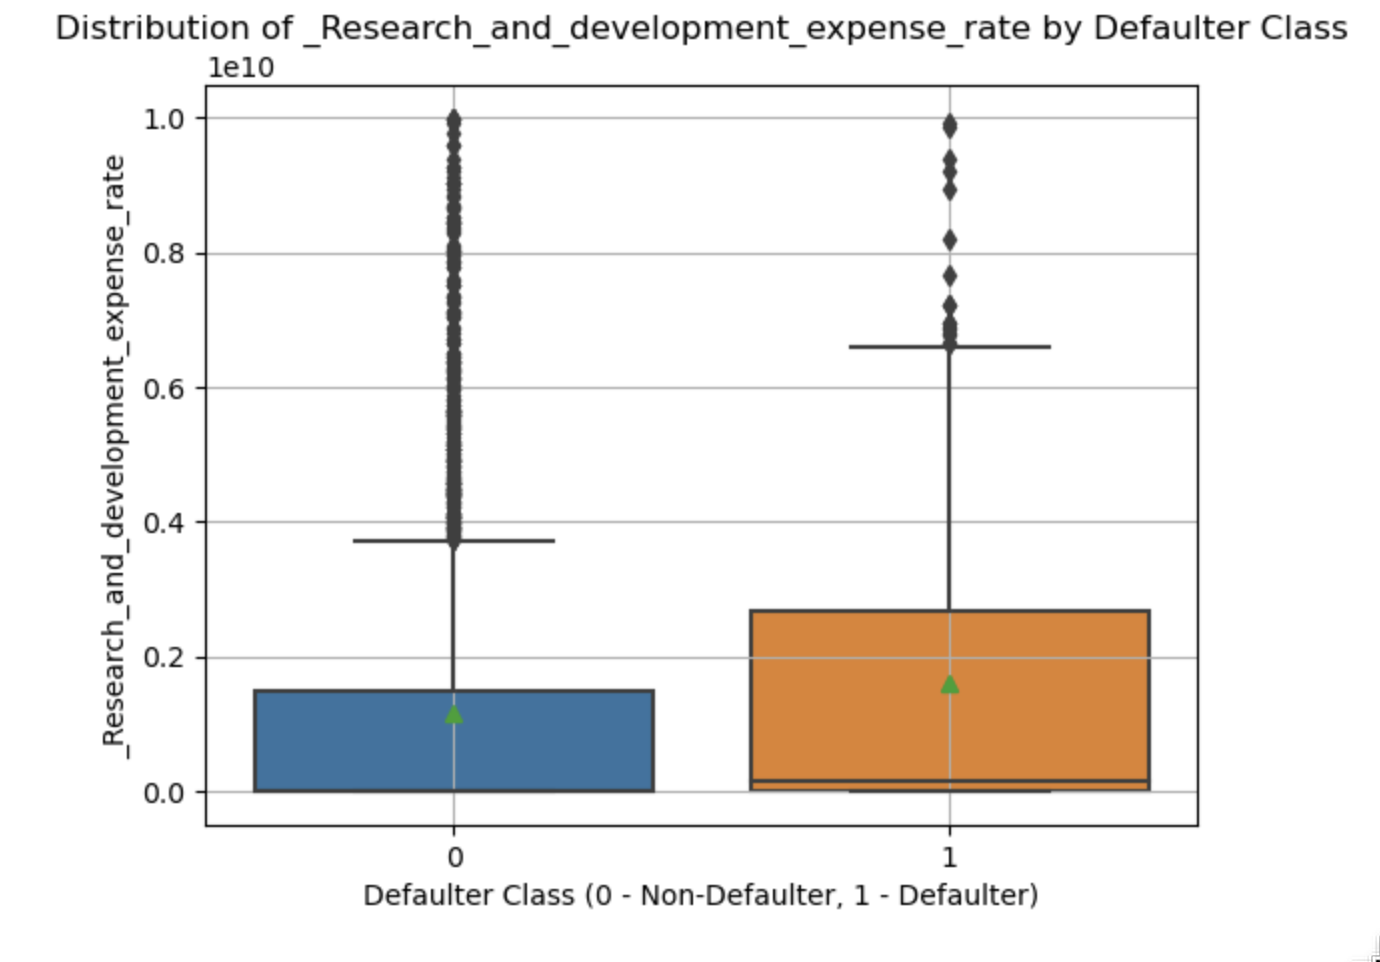 Distribution of _Research_and_development_expense_rate by Defaulter Class
1e10
1.0
0.8
0.6
0.4
0.2
0.0
_Research_and_development_expense_rate
0
1
Defaulter Class (0 - Non-Defaulter, 1 - Defaulter)